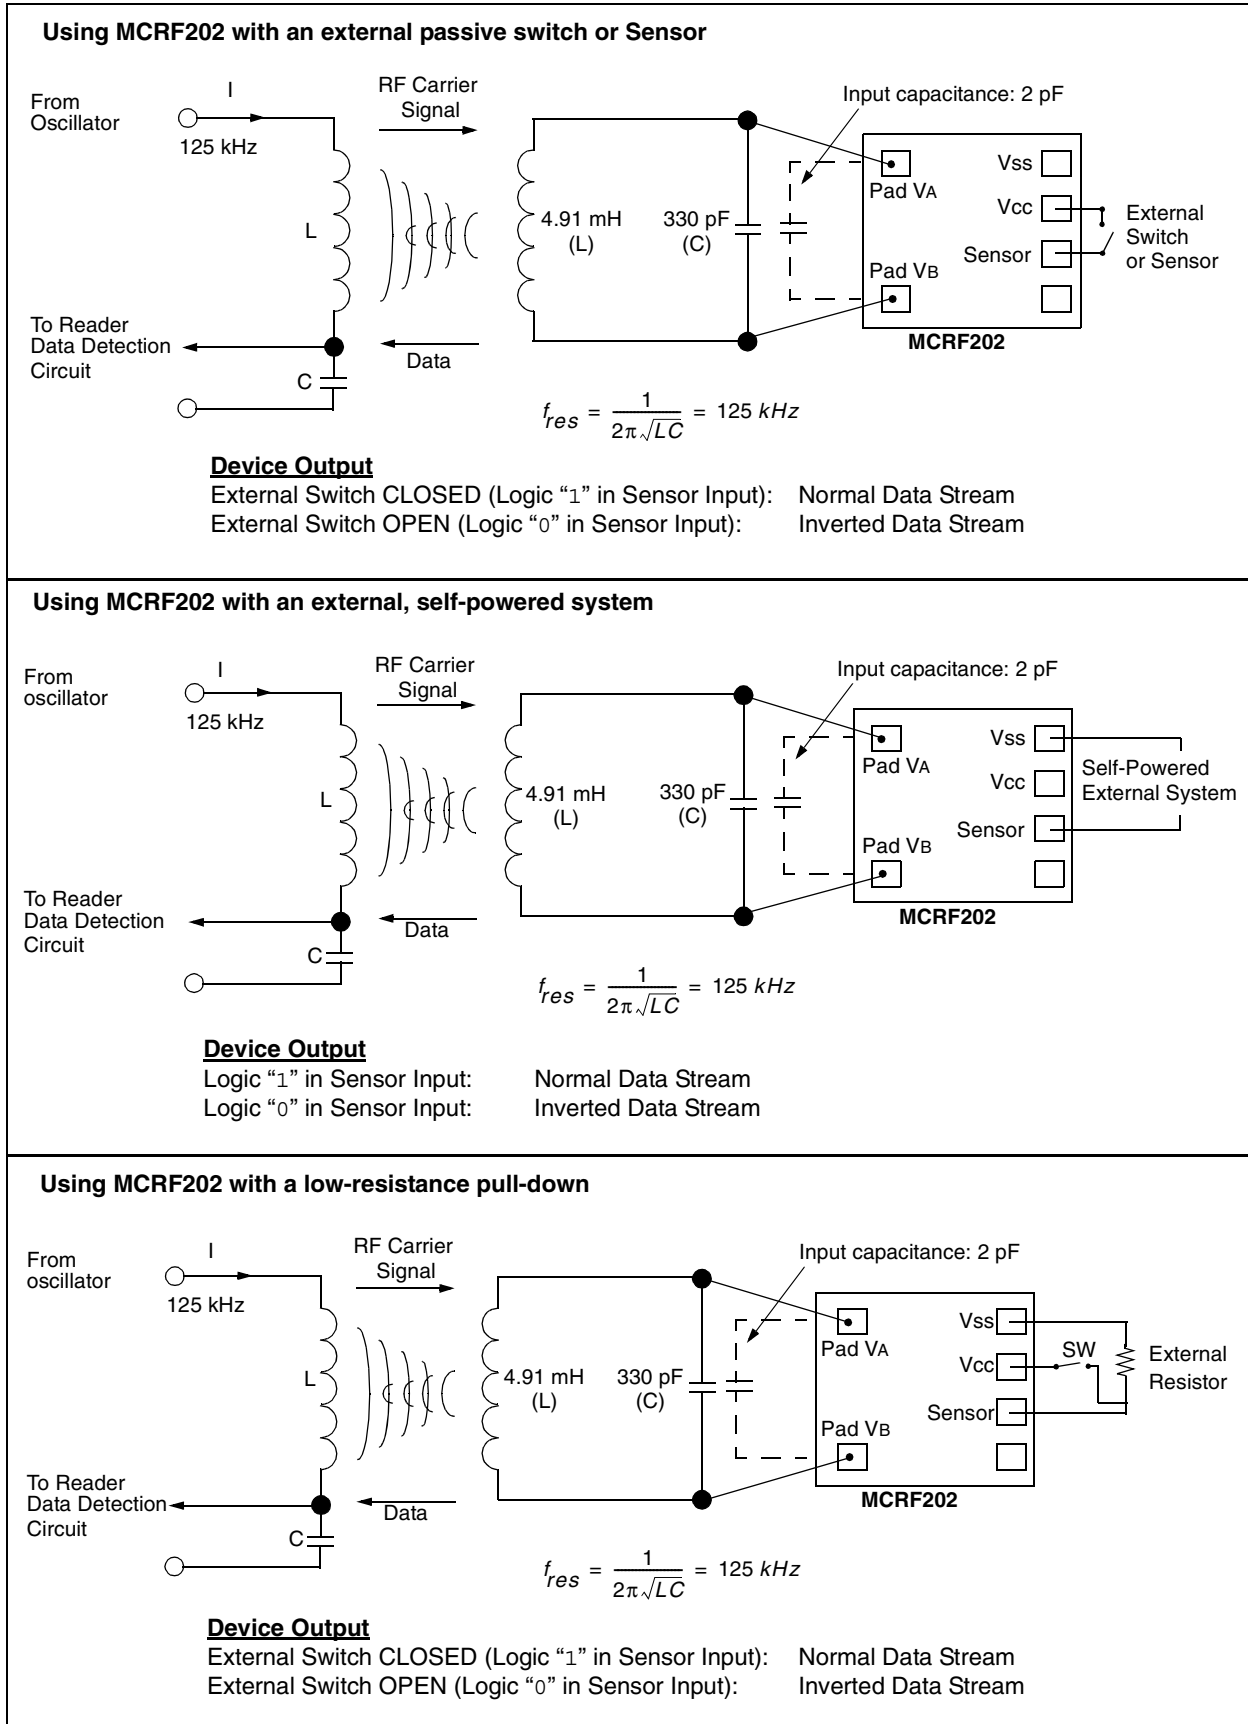 Using MCRF202 with an external passive switch or Sensor
From
Oscillator
I
125 kHz
RF Carrier
Signal
Input capacitance: 2 pF
L
4.91 mH
(L)
330 pF
(C)
Pad VA
Pad VB
Vss
Vcc
Sensor
External
Switch
or Sensor
MCRF202
To Reader
Data Detection
Circuit
C
Data
fres = 1 / 2π√LC = 125 kHz
Device Output
External Switch CLOSED (Logic “1” in Sensor Input): Normal Data Stream
External Switch OPEN (Logic “0” in Sensor Input): Inverted Data Stream
Using MCRF202 with an external, self-powered system
From
oscillator
I
125 kHz
RF Carrier
Signal
Input capacitance: 2 pF
L
4.91 mH
(L)
330 pF
(C)
Pad VA
Pad VB
Vss
Vcc
Sensor
Self-Powered
External System
MCRF202
To Reader
Data Detection
Circuit
C
Data
fres = 1 / 2π√LC = 125 kHz
Device Output
Logic “1” in Sensor Input: Normal Data Stream
Logic “0” in Sensor Input: Inverted Data Stream
Using MCRF202 with a low-resistance pull-down
From
oscillator
I
125 kHz
RF Carrier
Signal
Input capacitance: 2 pF
L
4.91 mH
(L)
330 pF
(C)
Pad VA
Pad VB
Vss
Vcc
Sensor
SW
External
Resistor
MCRF202
To Reader
Data Detection
Circuit
C
Data
fres = 1 / 2π√LC = 125 kHz
Device Output
External Switch CLOSED (Logic “1” in Sensor Input): Normal Data Stream
External Switch OPEN (Logic “0” in Sensor Input): Inverted Data Stream